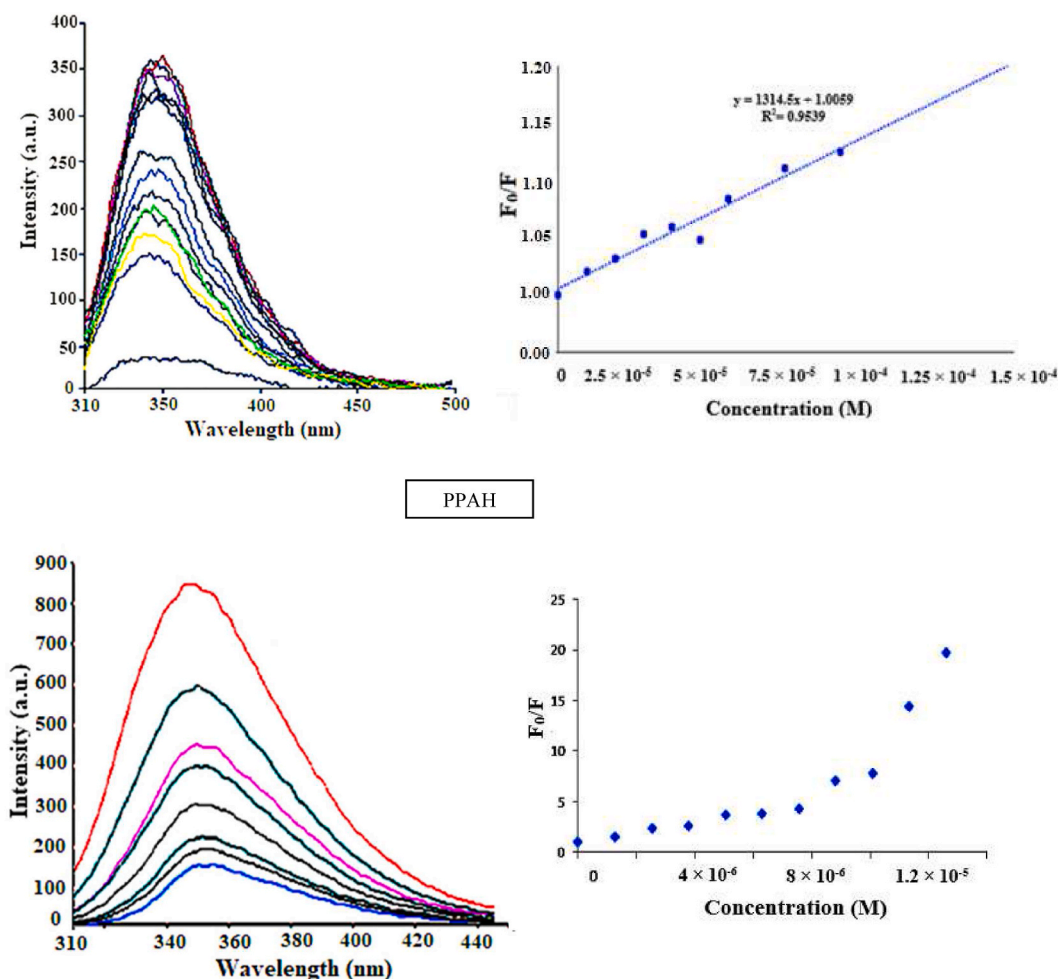 400
350
300
250
200
150
100
50
0
310
350
400
450
500
Intensity (a.u.)
Wavelength (nm)
1.20
1.15
1.10
1.05
1.00
0.00
F₀/F
y = 1314.5x + 1.0059
R²= 0.9539
0
2.5 × 10⁻⁵
5 × 10⁻⁵
7.5 × 10⁻⁵
1 × 10⁻⁴
1.25 × 10⁻⁴
1.5 × 10⁻⁴
Concentration (M)
PPAH
900
800
700
600
500
400
300
200
100
0
310
340
360
380
400
420
440
Intensity (a.u.)
Wavelength (nm)
25
20
15
10
5
0
F₀/F
0
4 × 10⁻⁶
8 × 10⁻⁶
1.2 × 10⁻⁵
Concentration (M)